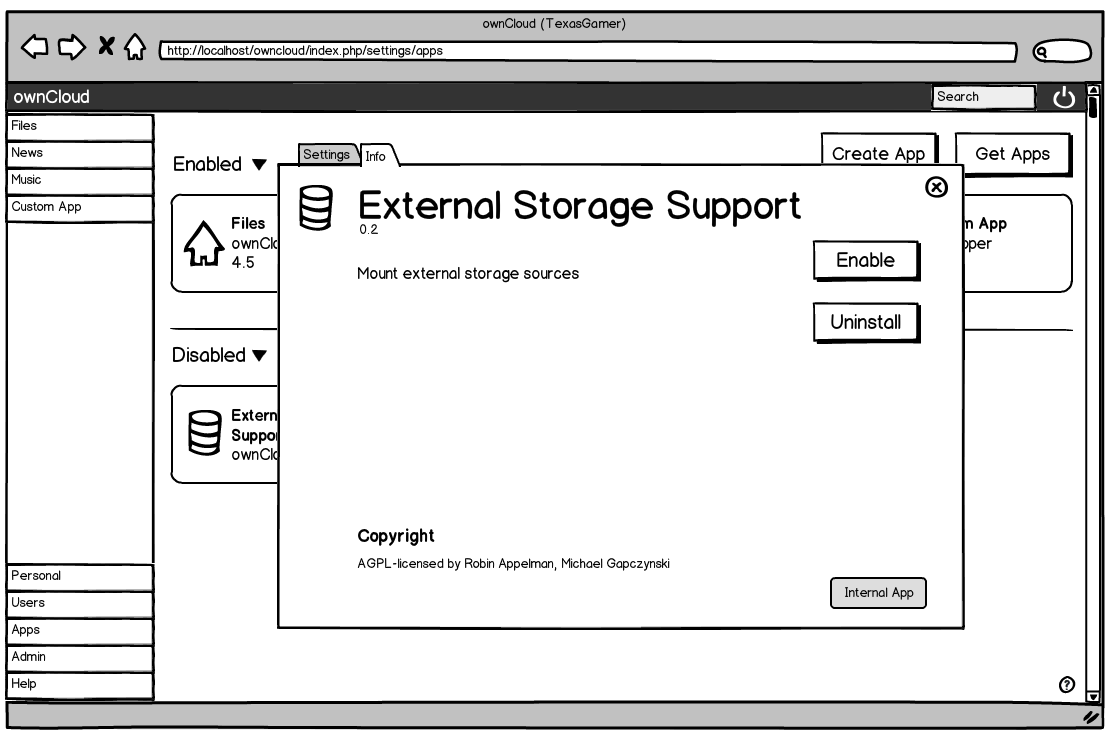 ownCloud (TexasGamer)
http://localhost/owncloud/index.php/settings/apps
ownCloud
Search
Files
News
Music
Custom App
Enabled
Create App
Get Apps
Files
ownClo
4.5
m App
oper
Disabled
Extern
Suppor
ownClo
Settings
Info
External Storage Support
0.2
Mount external storage sources
Enable
Uninstall
Copyright
AGPL-licensed by Robin Appelman, Michael Gapczynski
Internal App
Personal
Users
Apps
Admin
Help
?